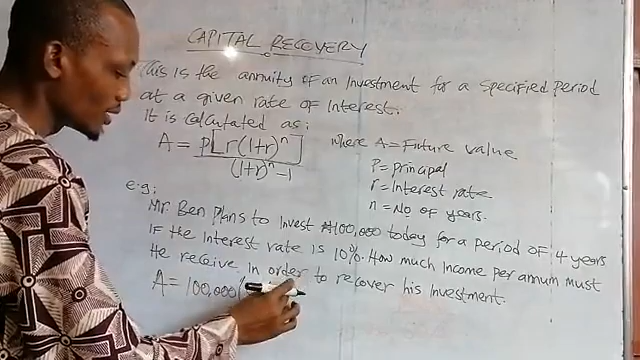 CAPITAL RECOVERY
This is the annuity of an Investment for a specified period
at a given rate of Interest.
It is calculated as:
A = P[r(1+r)^n]
(1+r)^n-1
where A = Future value
P = principal
r = Interest rate
n = No of years.
e.g:
Mr Ben plans to Invest ₦100,000 today for a period of 4 years
If the Interest rate is 10%. How much Income per annum must
He receive in order to recover his Investment.
A = 100,000(